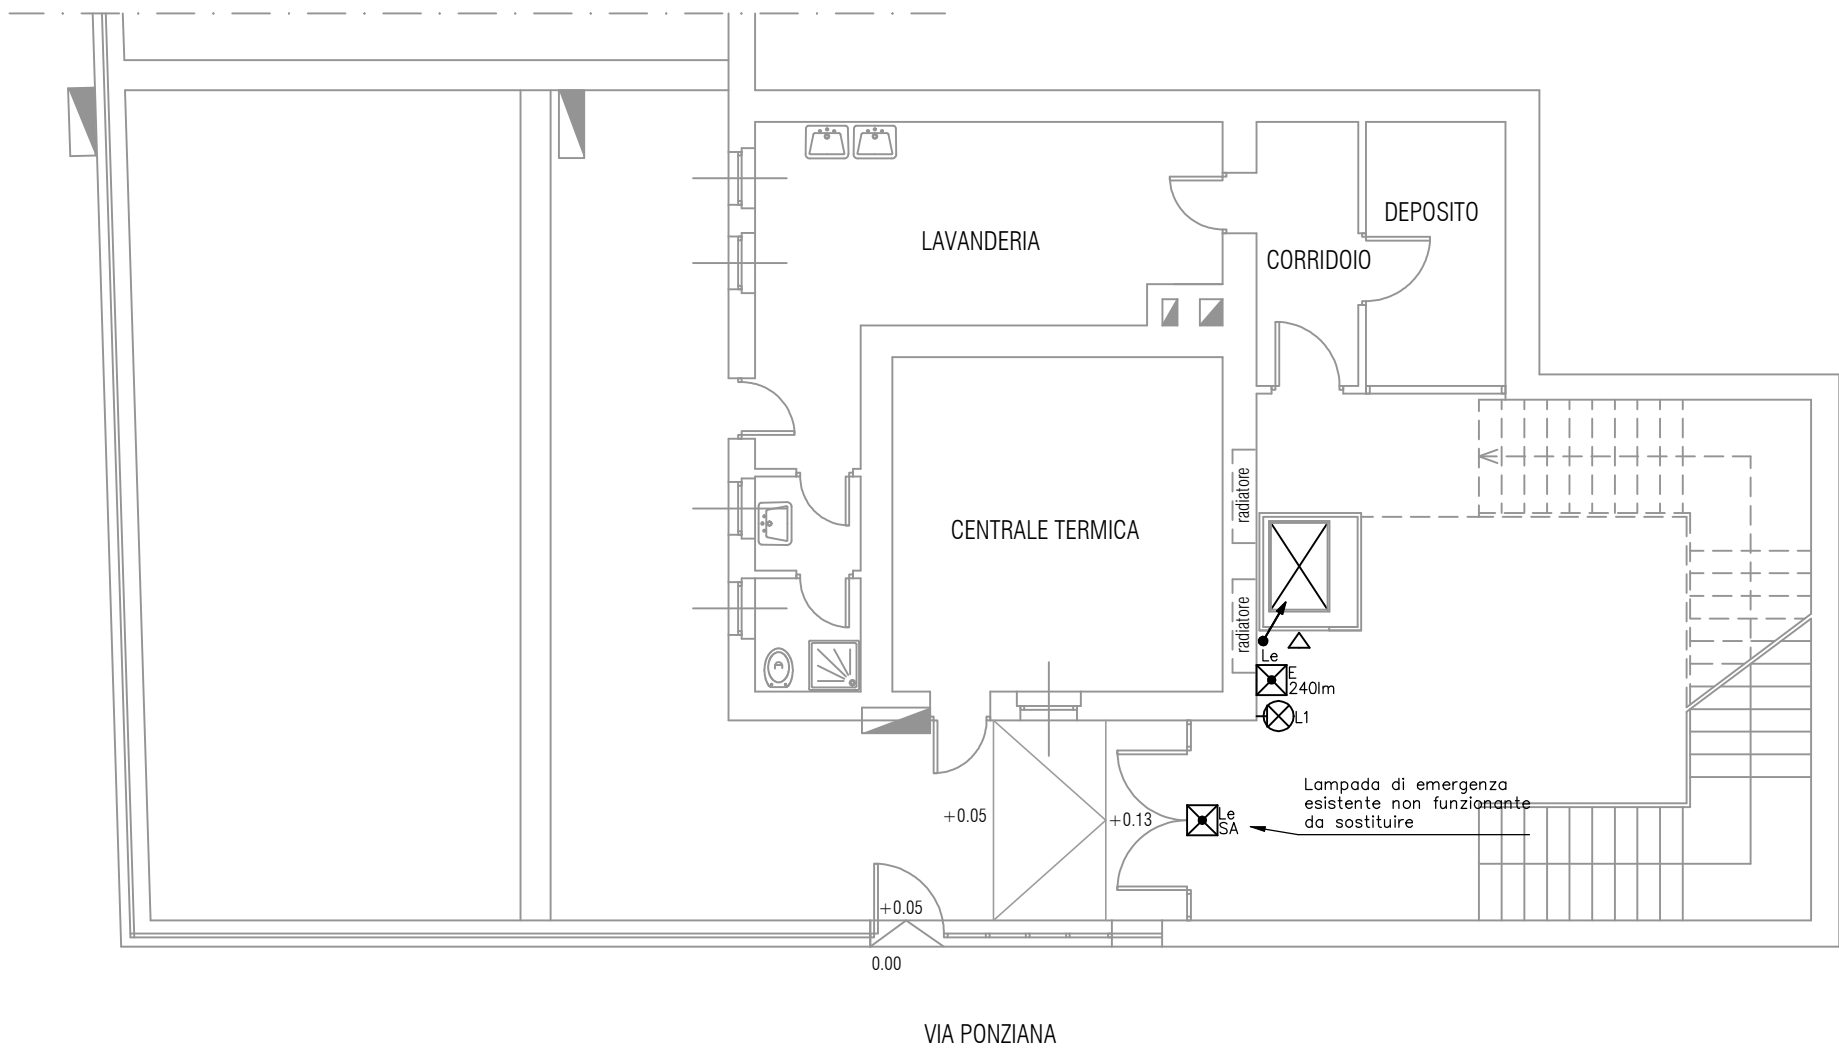 DEPOSITO
LAVANDERIA
CORRIDOIO
radiatore
CENTRALE TERMICA
radiatore
Le
E
240lm
L1
Lampada di emergenza
esistente non funzionante
da sostituire
+0.05
+0.13
Le
SA
+0.05
0.00
VIA PONZIANA